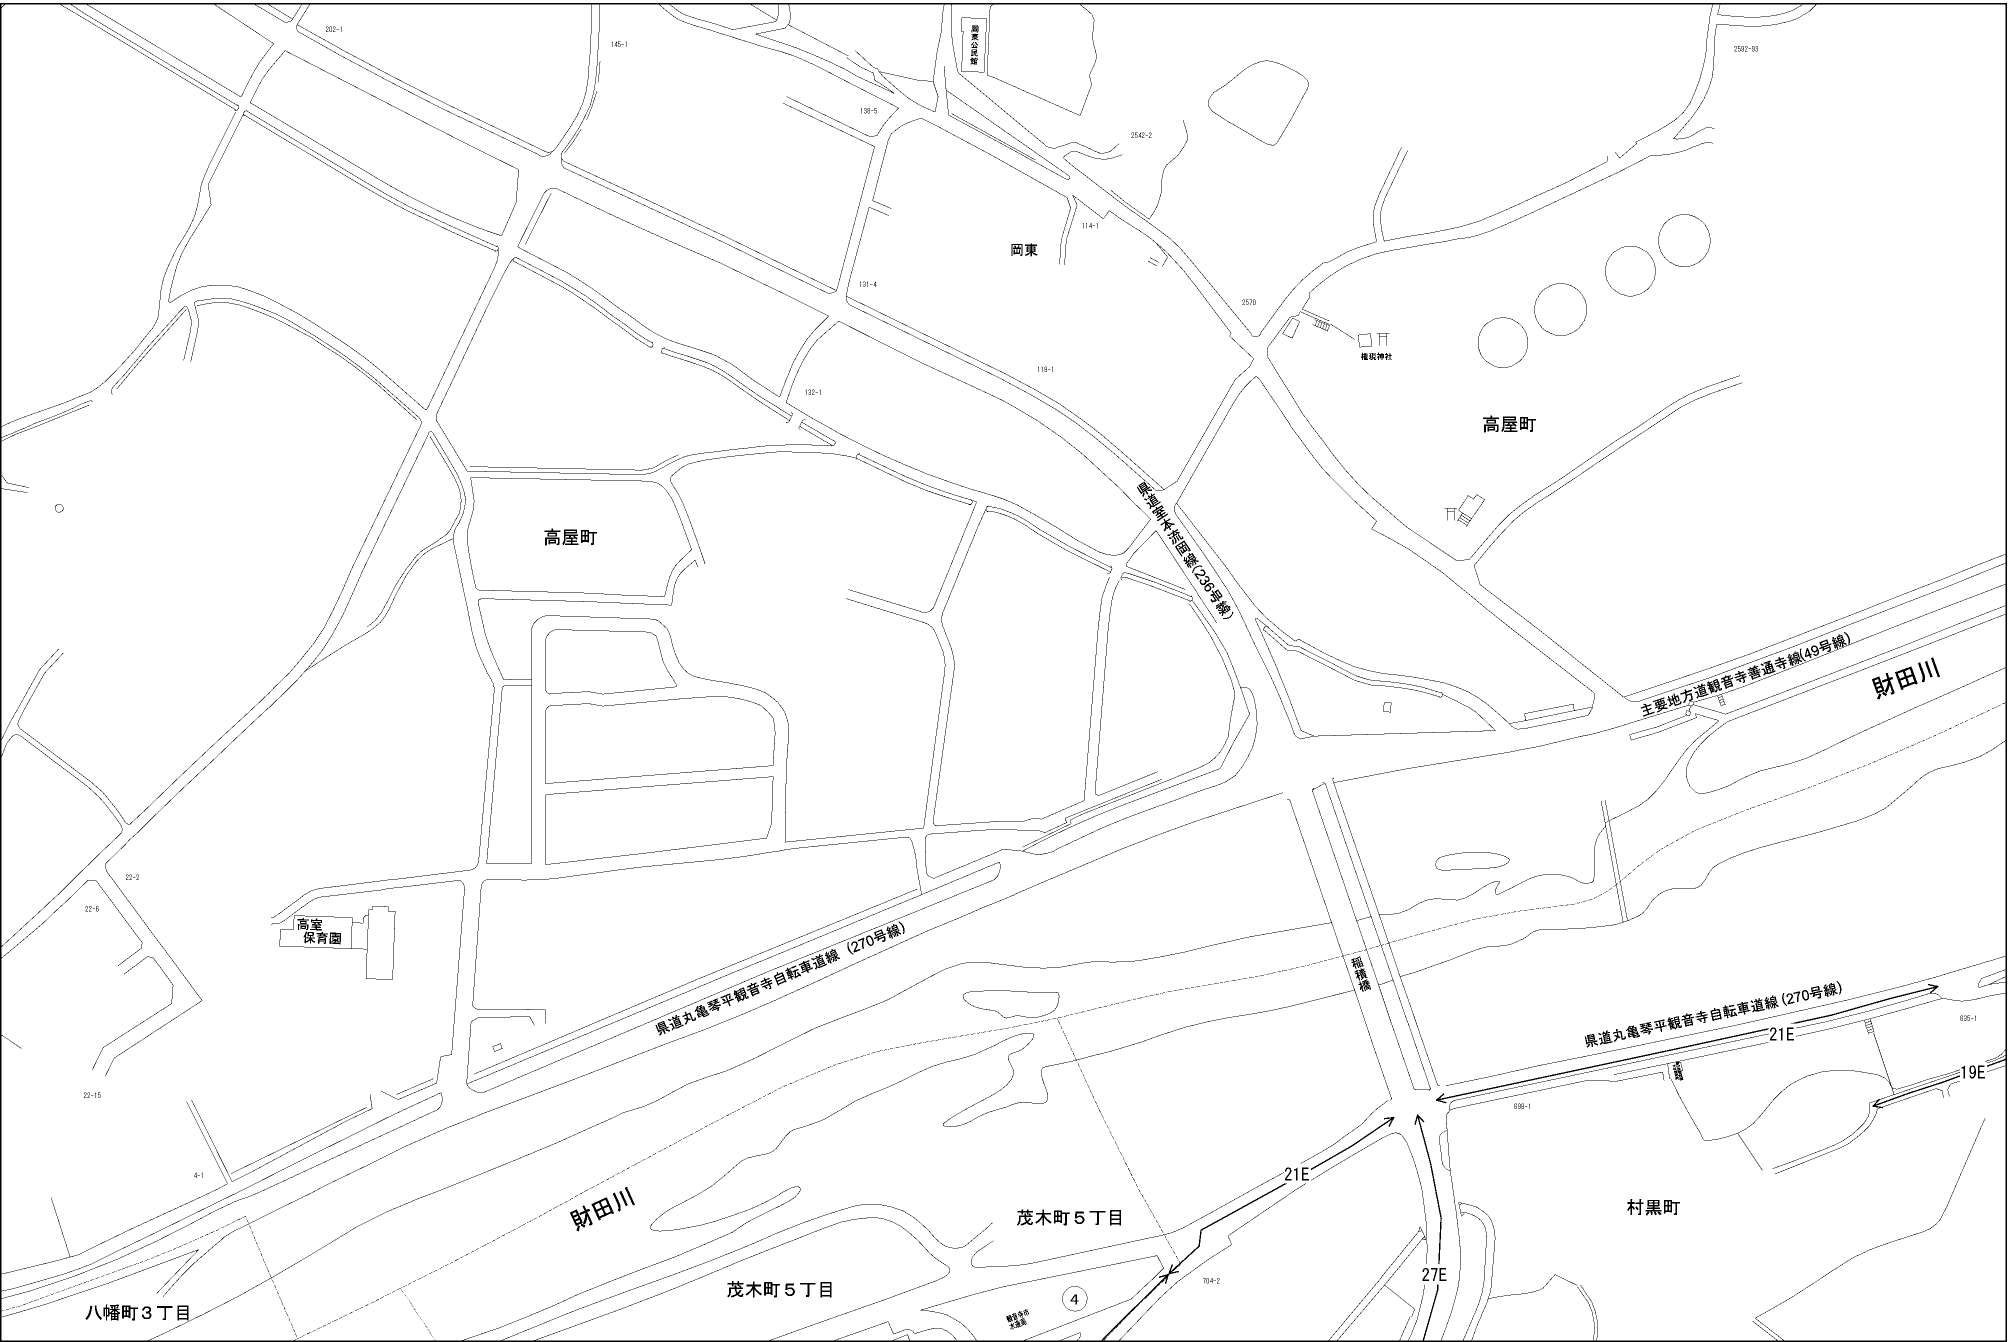 202-1
145-1
岡東公民館
2592-93
138-5
2542-2
114-1
岡東
131-4
2570
権現神社
119-1
132-1
高屋町
県道室本流岡線(236号線)
高屋町
主要地方道観音寺善通寺線(49号線)
財田川
22-2
22-6
高室
保育園
県道丸亀琴平観音寺自転車道線(270号線)
稲積橋
県道丸亀琴平観音寺自転車道線(270号線)
21E
635-1
19E
22-15
698-1
4-1
21E
財田川
茂木町5丁目
村黒町
27E
704-2
茂木町5丁目
④
観音寺市
水道局
八幡町3丁目